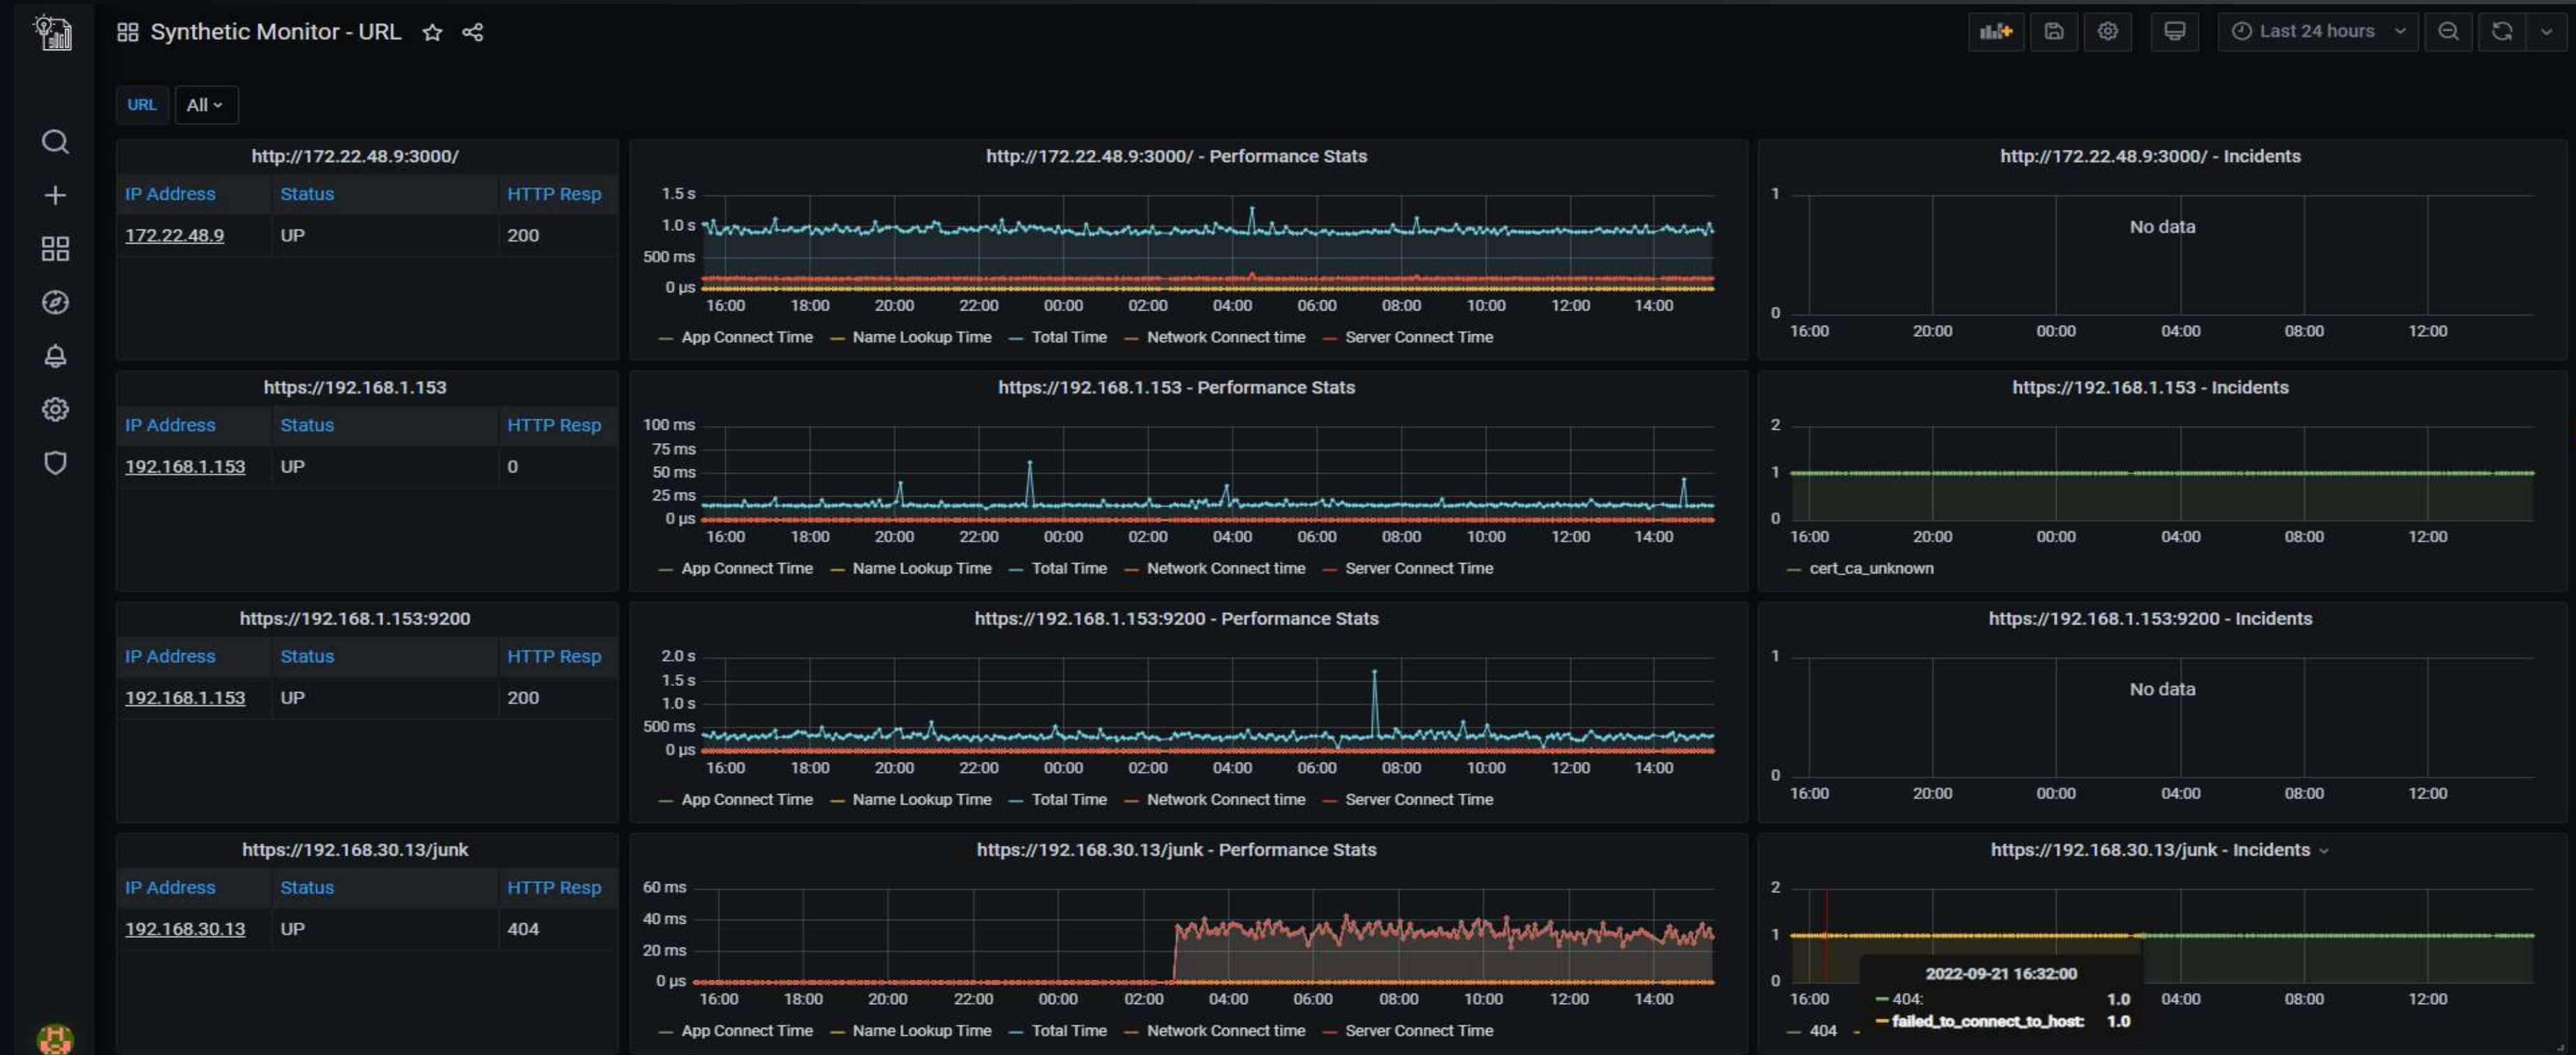 Synthetic Monitor - URL
Last 24 hours
URL All
http://172.22.48.9:3000/
IP Address Status HTTP Resp
172.22.48.9 UP 200
http://172.22.48.9:3000/ - Performance Stats
1.5 s
1.0 s
500 ms
0 µs
16:00 18:00 20:00 22:00 00:00 02:00 04:00 06:00 08:00 10:00 12:00 14:00
App Connect Time Name Lookup Time Total Time Network Connect time Server Connect Time
http://172.22.48.9:3000/ - Incidents
1
No data
0
16:00 20:00 00:00 04:00 08:00 12:00
https://192.168.1.153
IP Address Status HTTP Resp
192.168.1.153 UP 0
https://192.168.1.153 - Performance Stats
100 ms
75 ms
50 ms
25 ms
0 µs
16:00 18:00 20:00 22:00 00:00 02:00 04:00 06:00 08:00 10:00 12:00 14:00
App Connect Time Name Lookup Time Total Time Network Connect time Server Connect Time
https://192.168.1.153 - Incidents
2
1
0
16:00 20:00 00:00 04:00 08:00 12:00
cert_ca_unknown
https://192.168.1.153:9200
IP Address Status HTTP Resp
192.168.1.153 UP 200
https://192.168.1.153:9200 - Performance Stats
2.0 s
1.5 s
1.0 s
500 ms
0 µs
16:00 18:00 20:00 22:00 00:00 02:00 04:00 06:00 08:00 10:00 12:00 14:00
App Connect Time Name Lookup Time Total Time Network Connect time Server Connect Time
https://192.168.1.153:9200 - Incidents
1
No data
0
16:00 20:00 00:00 04:00 08:00 12:00
https://192.168.30.13/junk
IP Address Status HTTP Resp
192.168.30.13 UP 404
https://192.168.30.13/junk - Performance Stats
60 ms
40 ms
20 ms
0 µs
16:00 18:00 20:00 22:00 00:00 02:00 04:00 06:00 08:00 10:00 12:00 14:00
App Connect Time Name Lookup Time Total Time Network Connect time Server Connect Time
https://192.168.30.13/junk - Incidents
2
1
0
16:00 04:00 08:00 12:00
404
2022-09-21 16:32:00
404: 1.0
failed_to_connect_to_host: 1.0